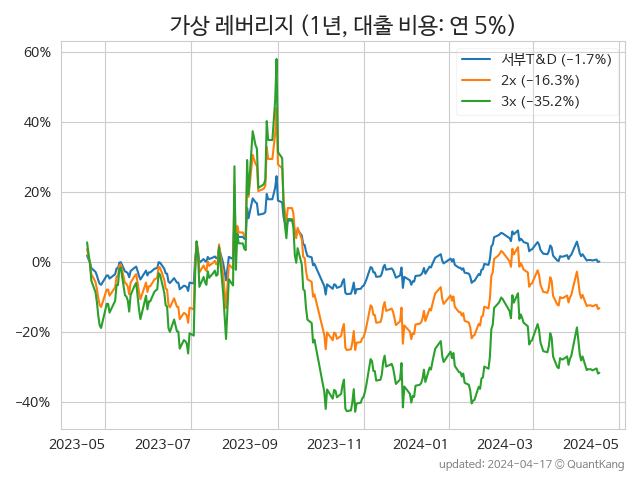 가상 레버리지 (1년, 대출 비용: 연 5%)
서부T&D (−1.7%)
2x (−16.3%)
3x (−35.2%)
60%
40%
20%
0%
−20%
−40%
2023-05 2023-07 2023-09 2023-11 2024-01 2024-03 2024-05
updated: 2024-04-17 © QuantKang